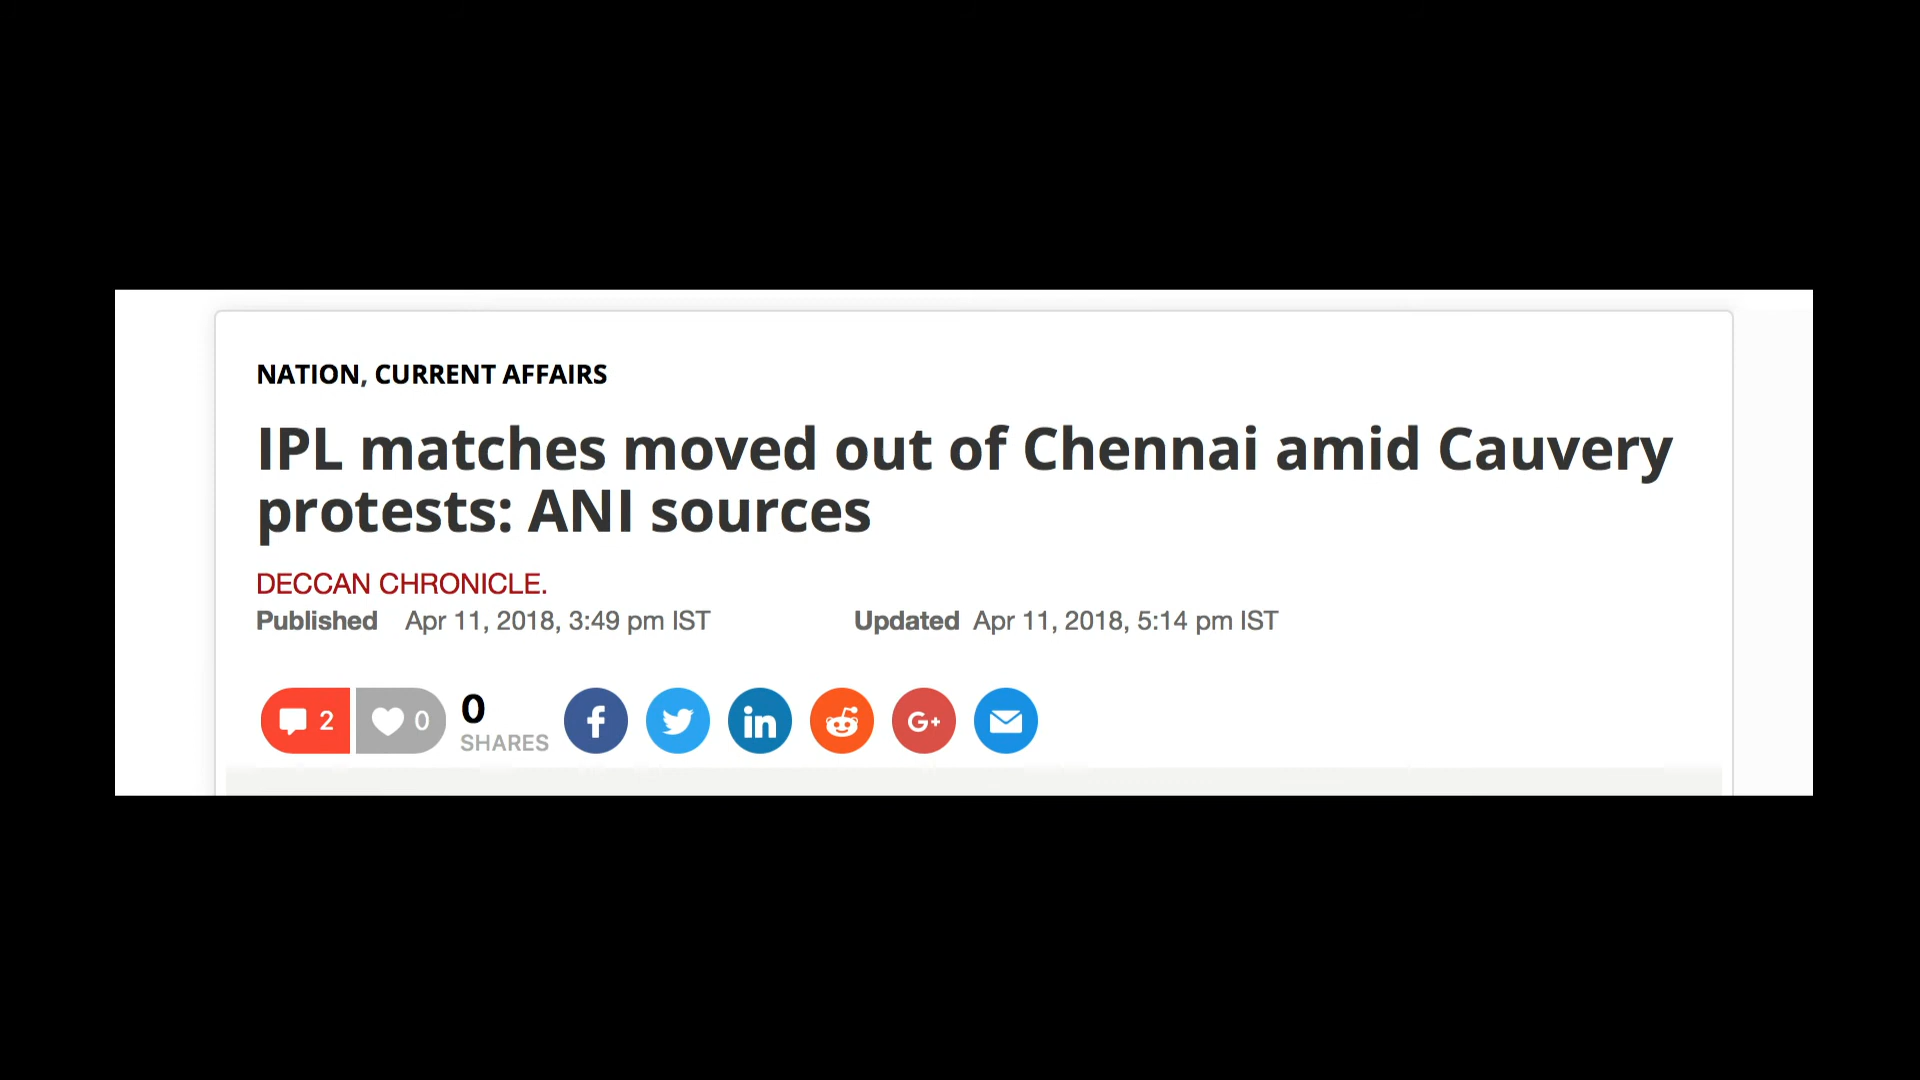 NATION, CURRENT AFFAIRS
IPL matches moved out of Chennai amid Cauvery
protests: ANI sources
DECCAN CHRONICLE.
Published Apr 11, 2018, 3:49 pm IST Updated Apr 11, 2018, 5:14 pm IST
2 0 0 SHARES f in G+